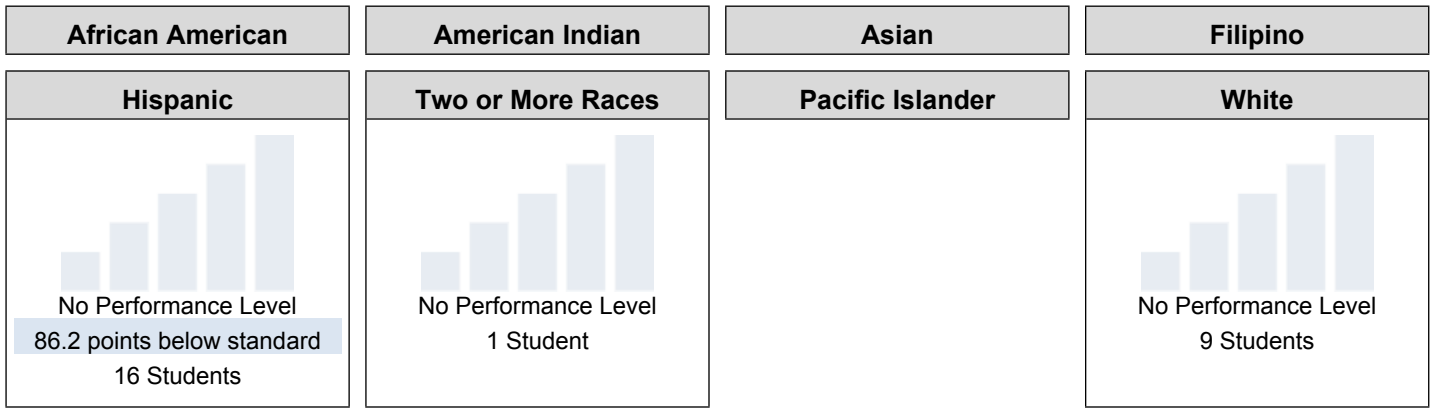 African American
American Indian
Asian
Filipino
Hispanic
No Performance Level
86.2 points below standard
16 Students
Two or More Races
No Performance Level
1 Student
Pacific Islander
White
No Performance Level
9 Students